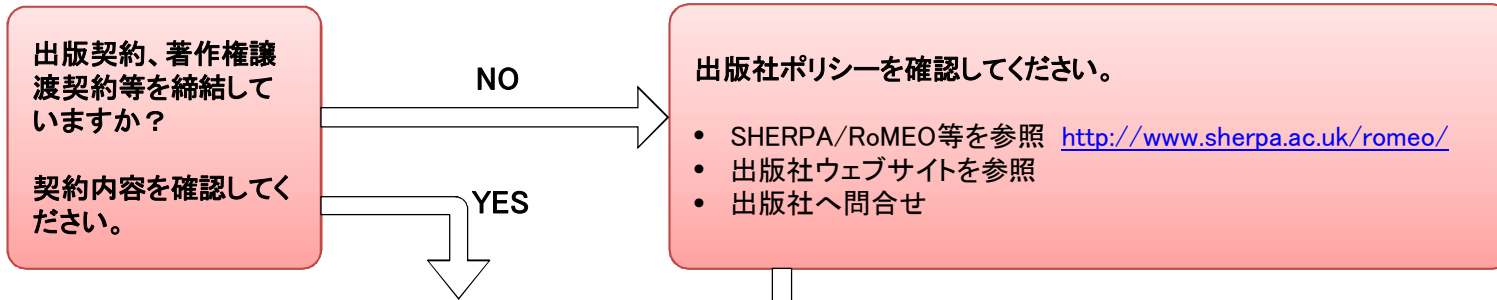 出版契約、著作権譲
渡契約等を締結して
いますか？
契約内容を確認してく
ださい。
NO
YES
出版社ポリシーを確認してください。
• SHERPA/RoMEO等を参照 http://www.sherpa.ac.uk/romeo/
• 出版社ウェブサイトを参照
• 出版社へ問合せ